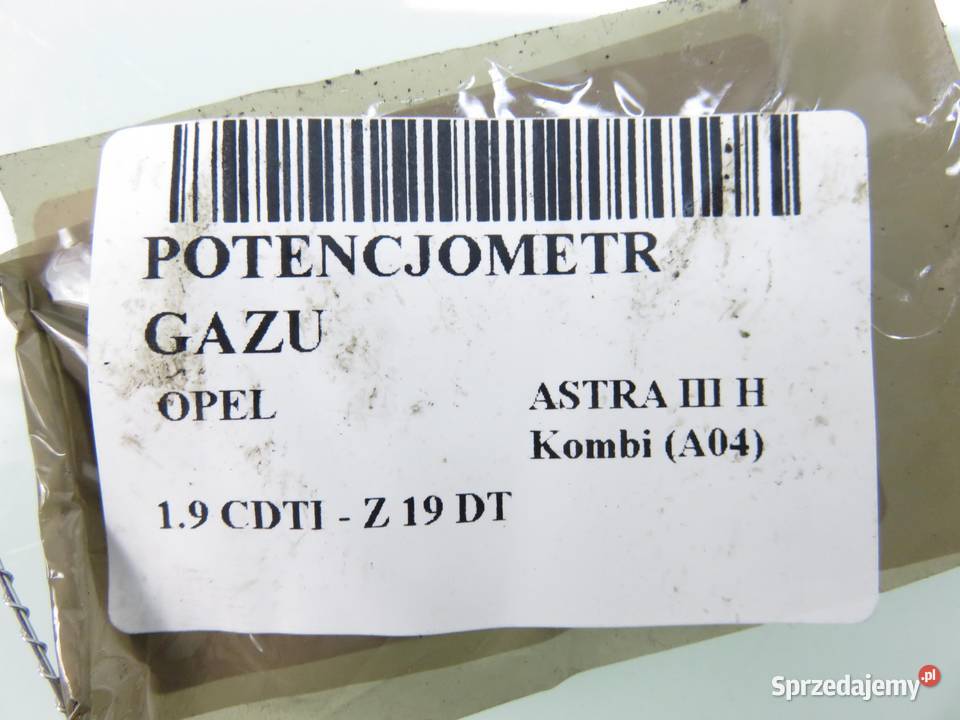 POTENCJOMETR
GAZU
OPEL
ASTRA III H
Kombi (A04)
1.9 CDTI - Z 19 DT
Sprzedajemy.pl